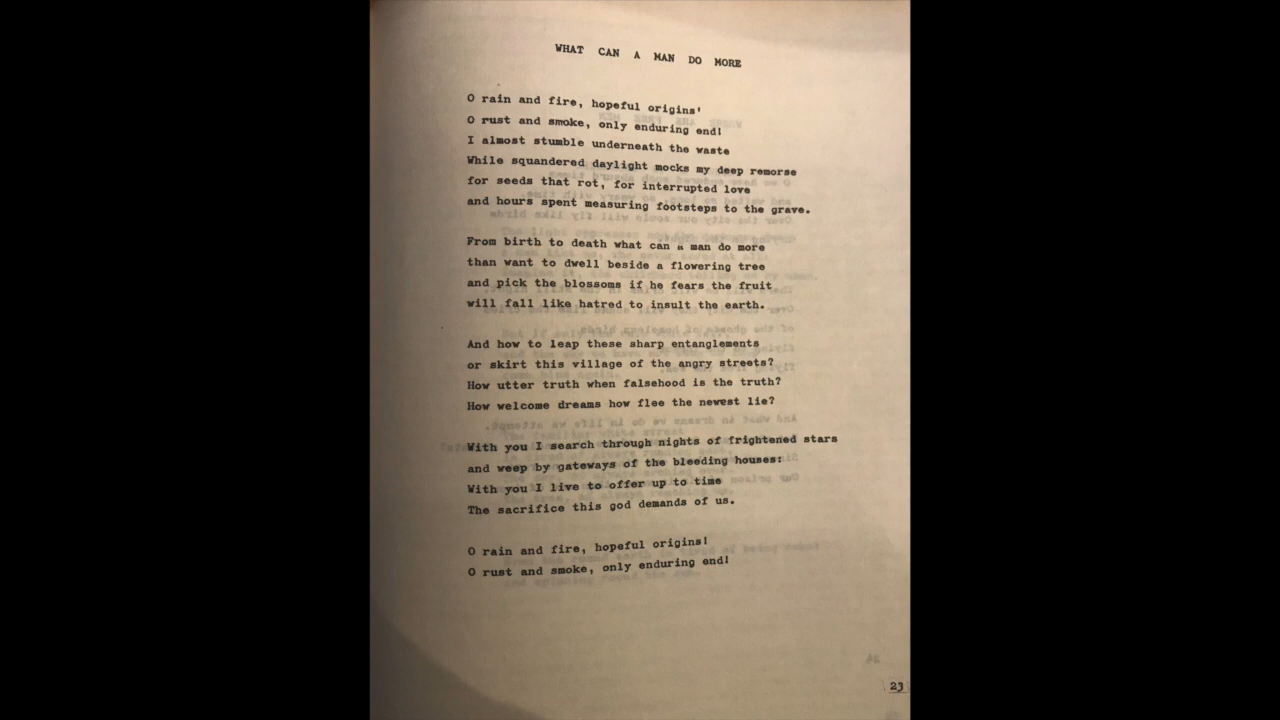 WHAT CAN A MAN DO MORE
O rain and fire, hopeful origins'
O rust and smoke, only enduring end!
I almost stumble underneath the waste
While squandered daylight mocks my deep remorse
for seeds that rot, for interrupted love
and hours spent measuring footsteps to the grave.
From birth to death what can a man do more
than want to dwell beside a flowering tree
and pick the blossoms if he fears the fruit
will fall like hatred to insult the earth.
And how to leap these sharp entanglements
or skirt this village of the angry streets?
How utter truth when falsehood is the truth?
How welcome dreams how flee the newest lie?
With you I search through nights of frightened stars
and weep by gateways of the bleeding houses:
With you I live to offer up to time
The sacrifice this god demands of us.
O rain and fire, hopeful origins!
O rust and smoke, only enduring end!
23